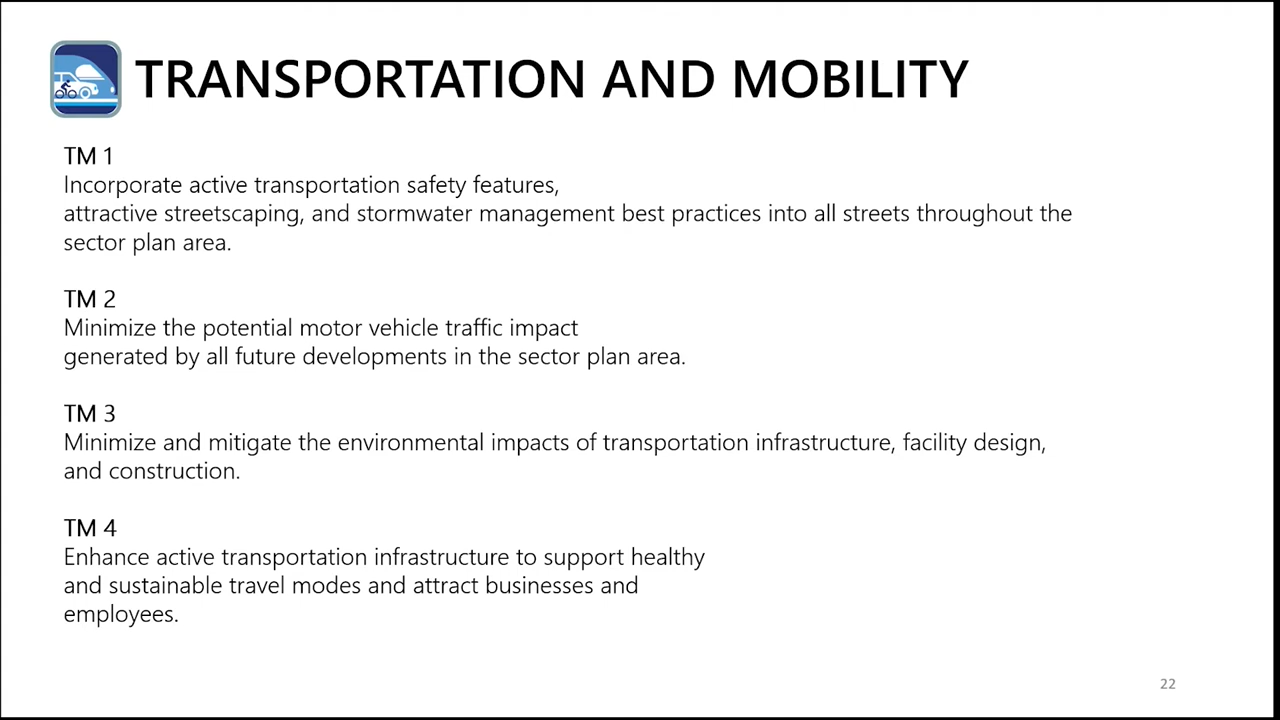 TRANSPORTATION AND MOBILITY
TM 1
Incorporate active transportation safety features,
attractive streetscaping, and stormwater management best practices into all streets throughout the
sector plan area.
TM 2
Minimize the potential motor vehicle traffic impact
generated by all future developments in the sector plan area.
TM 3
Minimize and mitigate the environmental impacts of transportation infrastructure, facility design,
and construction.
TM 4
Enhance active transportation infrastructure to support healthy
and sustainable travel modes and attract businesses and
employees.
22